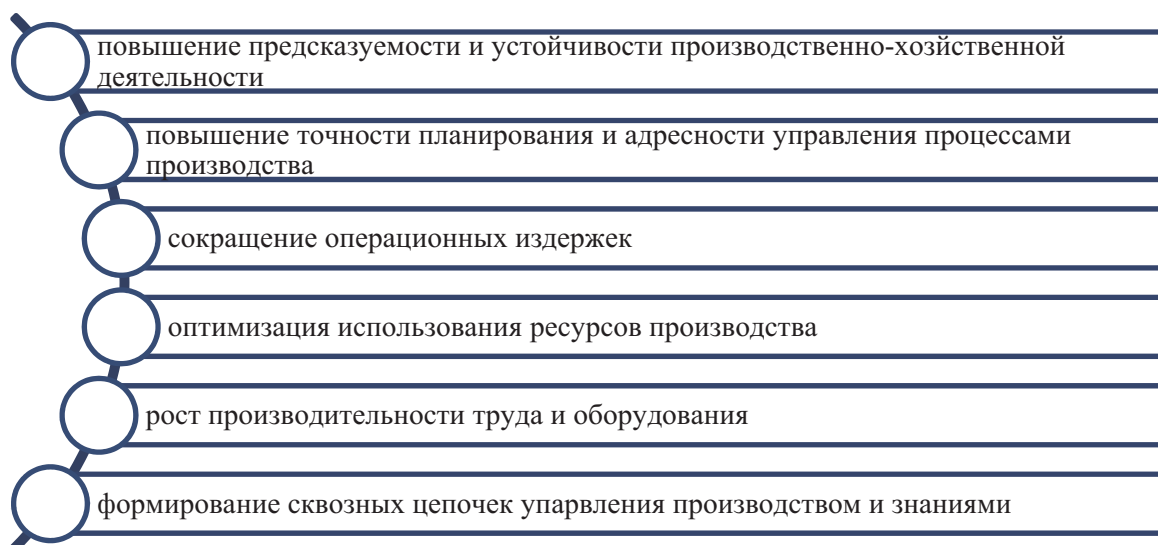 повышение предсказуемости и устойчивости производственно-хозйственной
деятельности
повышение точности планирования и адресности управления процессами
производства
сокращение операционных издержек
оптимизация использования ресурсов производства
рост производительности труда и оборудования
формирование сквозных цепочек упарвления производством и знаниями